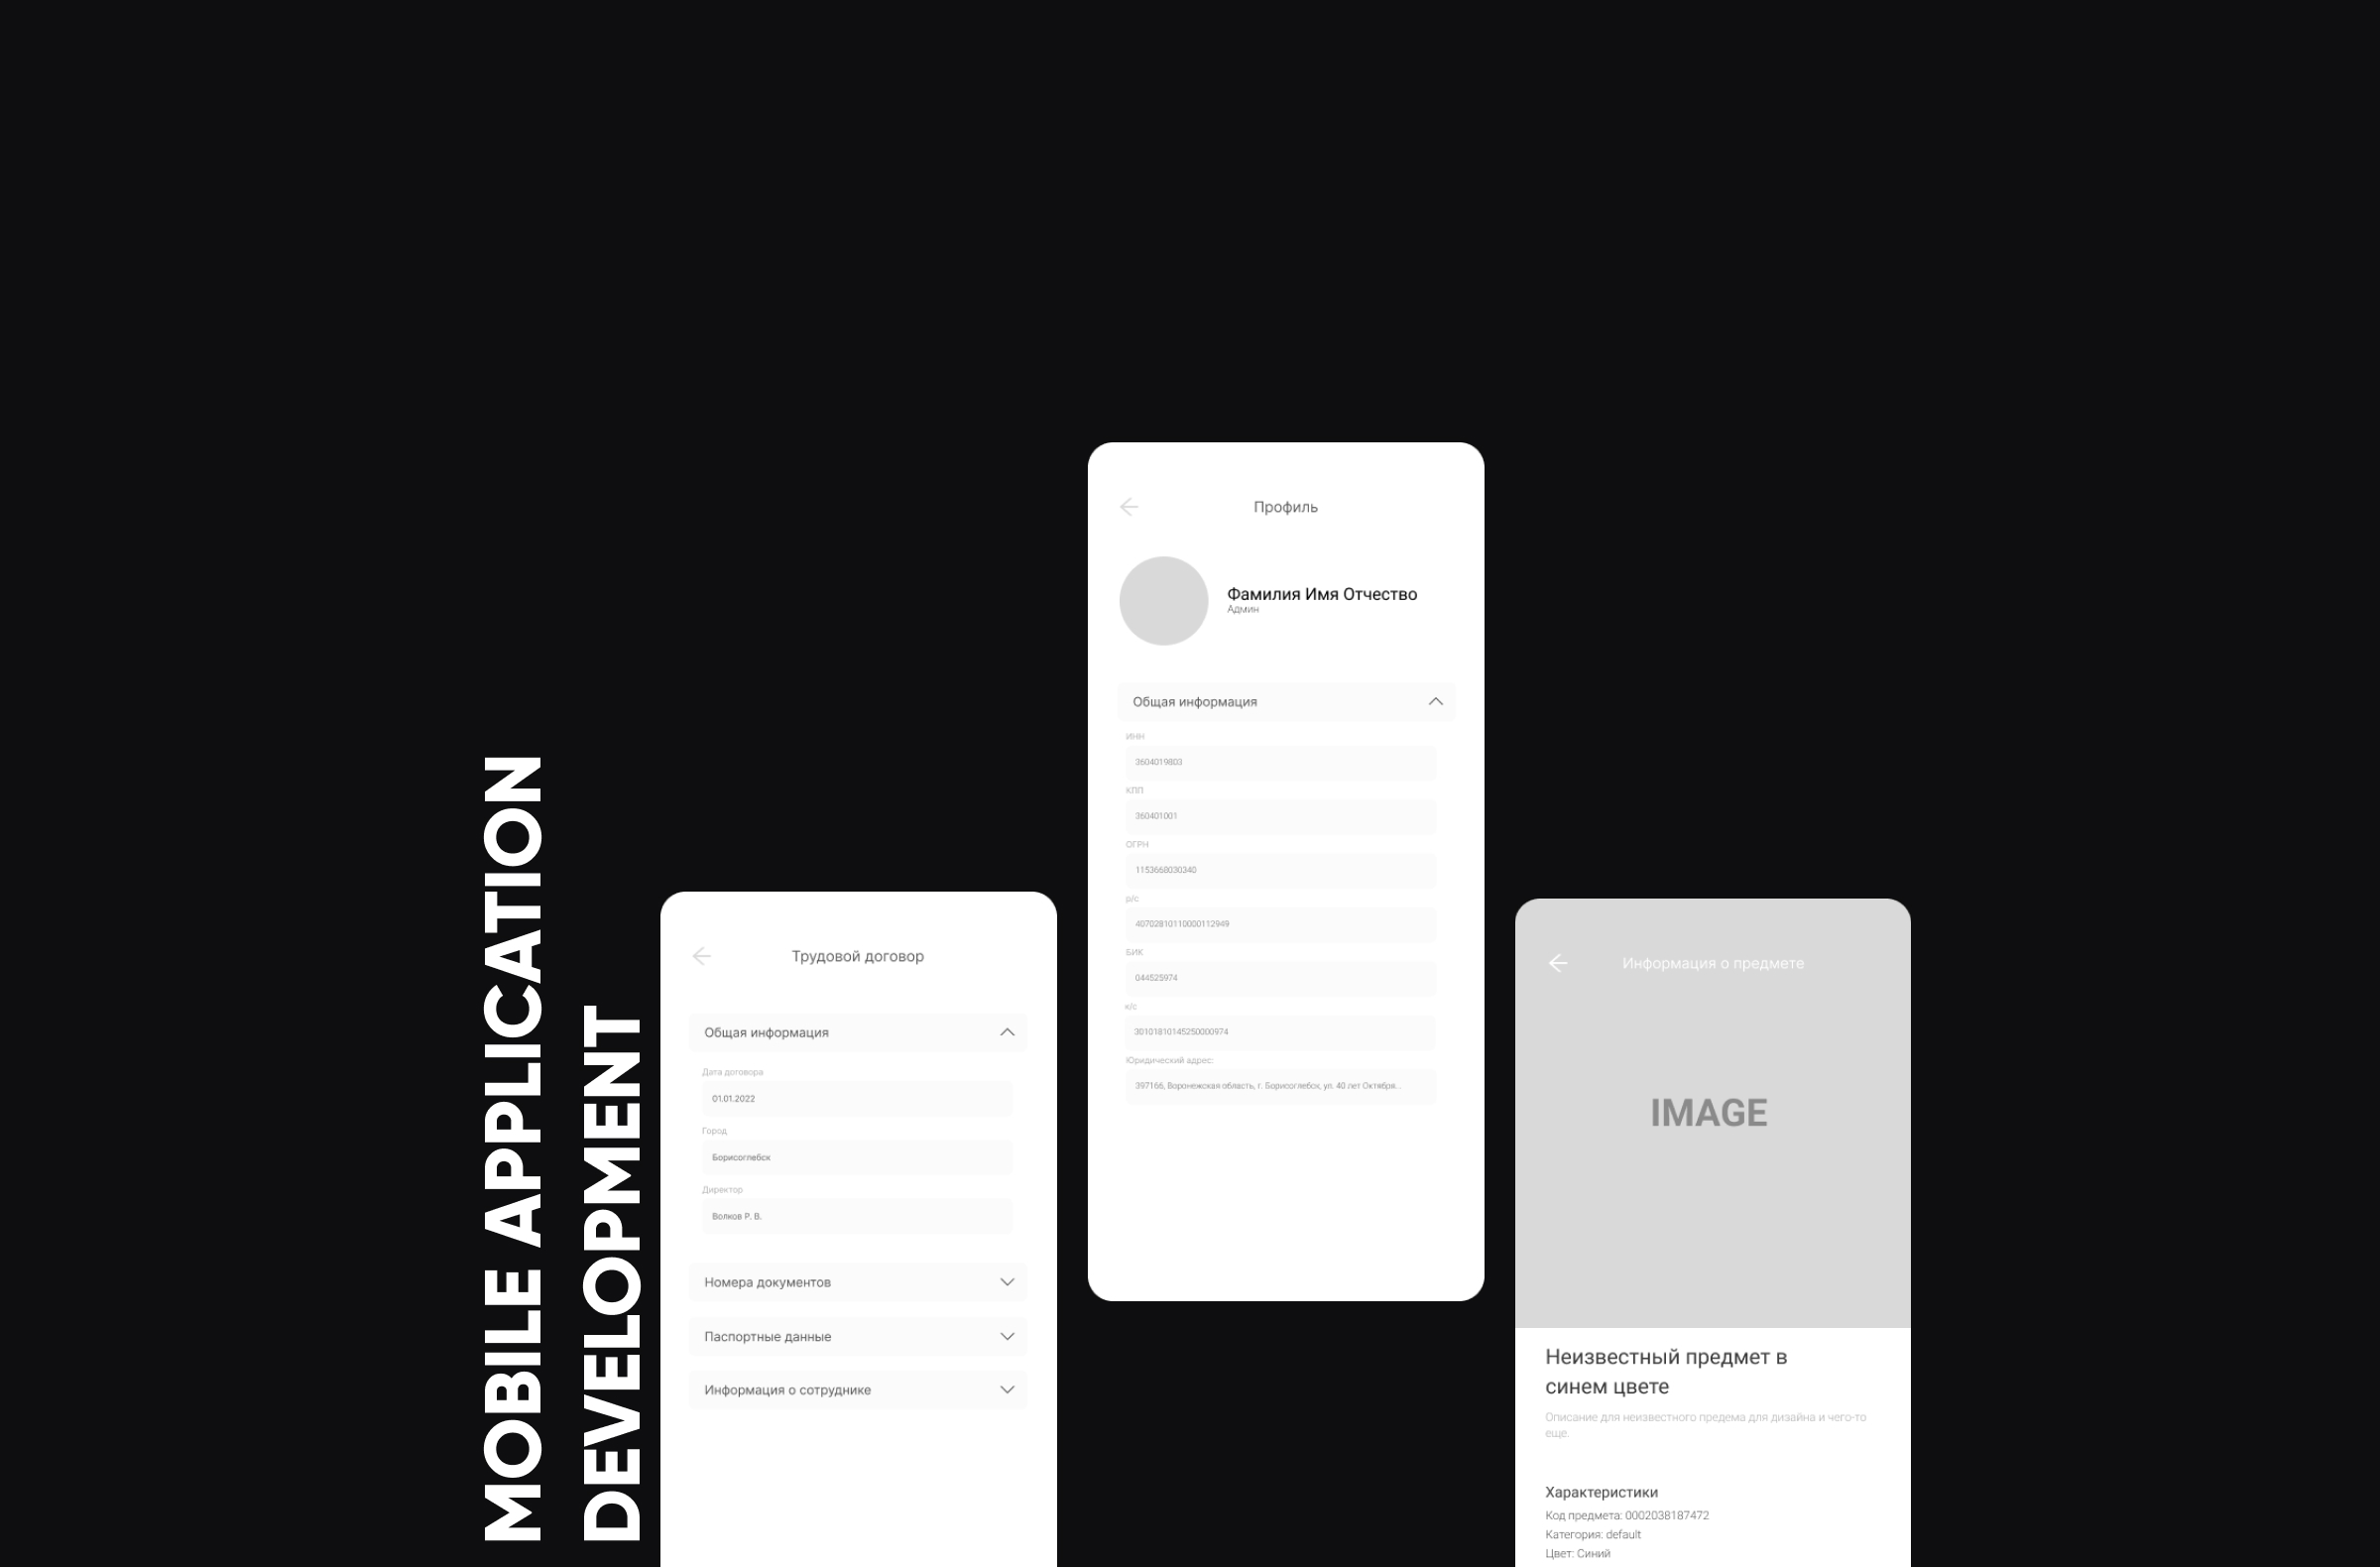 MOBILE APPLICATION
DEVELOPMENT
Трудовой договор
Общая информация
Дата договора
01.01.2022
Город
Борисоглебск
Директор
Волков Р. В.
Номера документов
Паспортные данные
Информация о сотруднике
Профиль
Фамилия Имя Отчество
Админ
Общая информация
ИНН
3604019803
КПП
360401001
ОГРН
1153668030340
р/с
40702810110000112949
БИК
044525974
к/с
30101810145250000974
Юридический адрес:
397166, Воронежская область, г. Борисоглебск, ул. 40 лет Октября...
Информация о предмете
IMAGE
Неизвестный предмет в
синем цвете
Описание для неизвестного предема для дизайна и чего-то
еще.
Характеристики
Код предмета: 0002038187472
Категория: default
Цвет: Синий